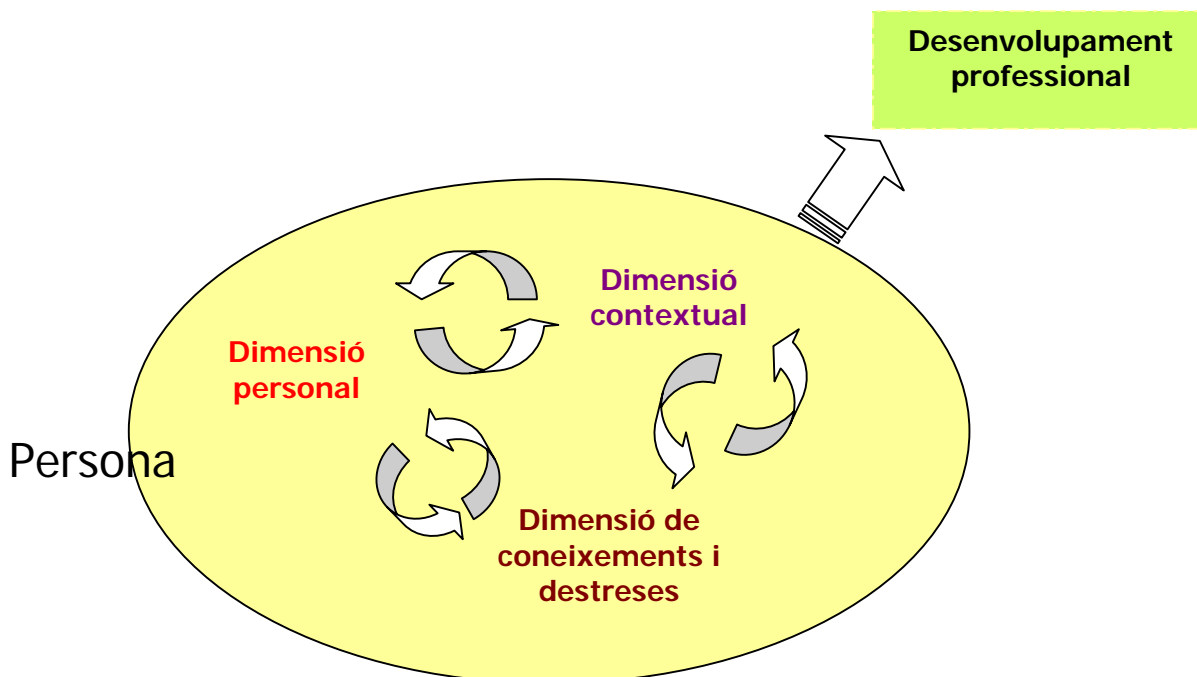 Desenvolupament
professional
Dimensió
contextual
Dimensió
personal
Persona
Dimensió de
coneixements i
destreses